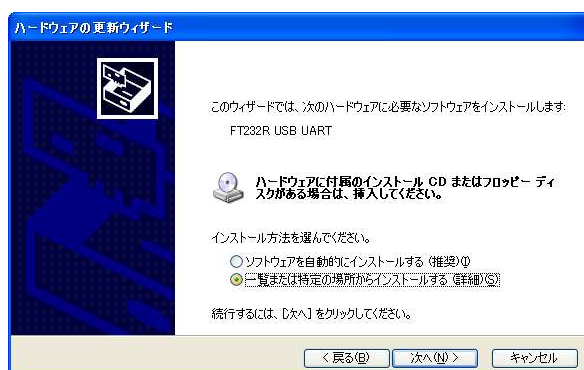 ハードウェアの更新ウィザード
このウィザードでは、次のハードウェアに必要なソフトウェアをインストールします:
FT232R USB UART
ハードウェアに付属のインストール CD またはフロッピー ディ
スクがある場合は、挿入してください。
インストール方法を選んでください。
ソフトウェアを自動的にインストールする (推奨)(I)
一覧または特定の場所からインストールする (詳細)(S)
続行するには、[次へ] をクリックしてください。
< 戻る(B) 次へ(N) > キャンセル